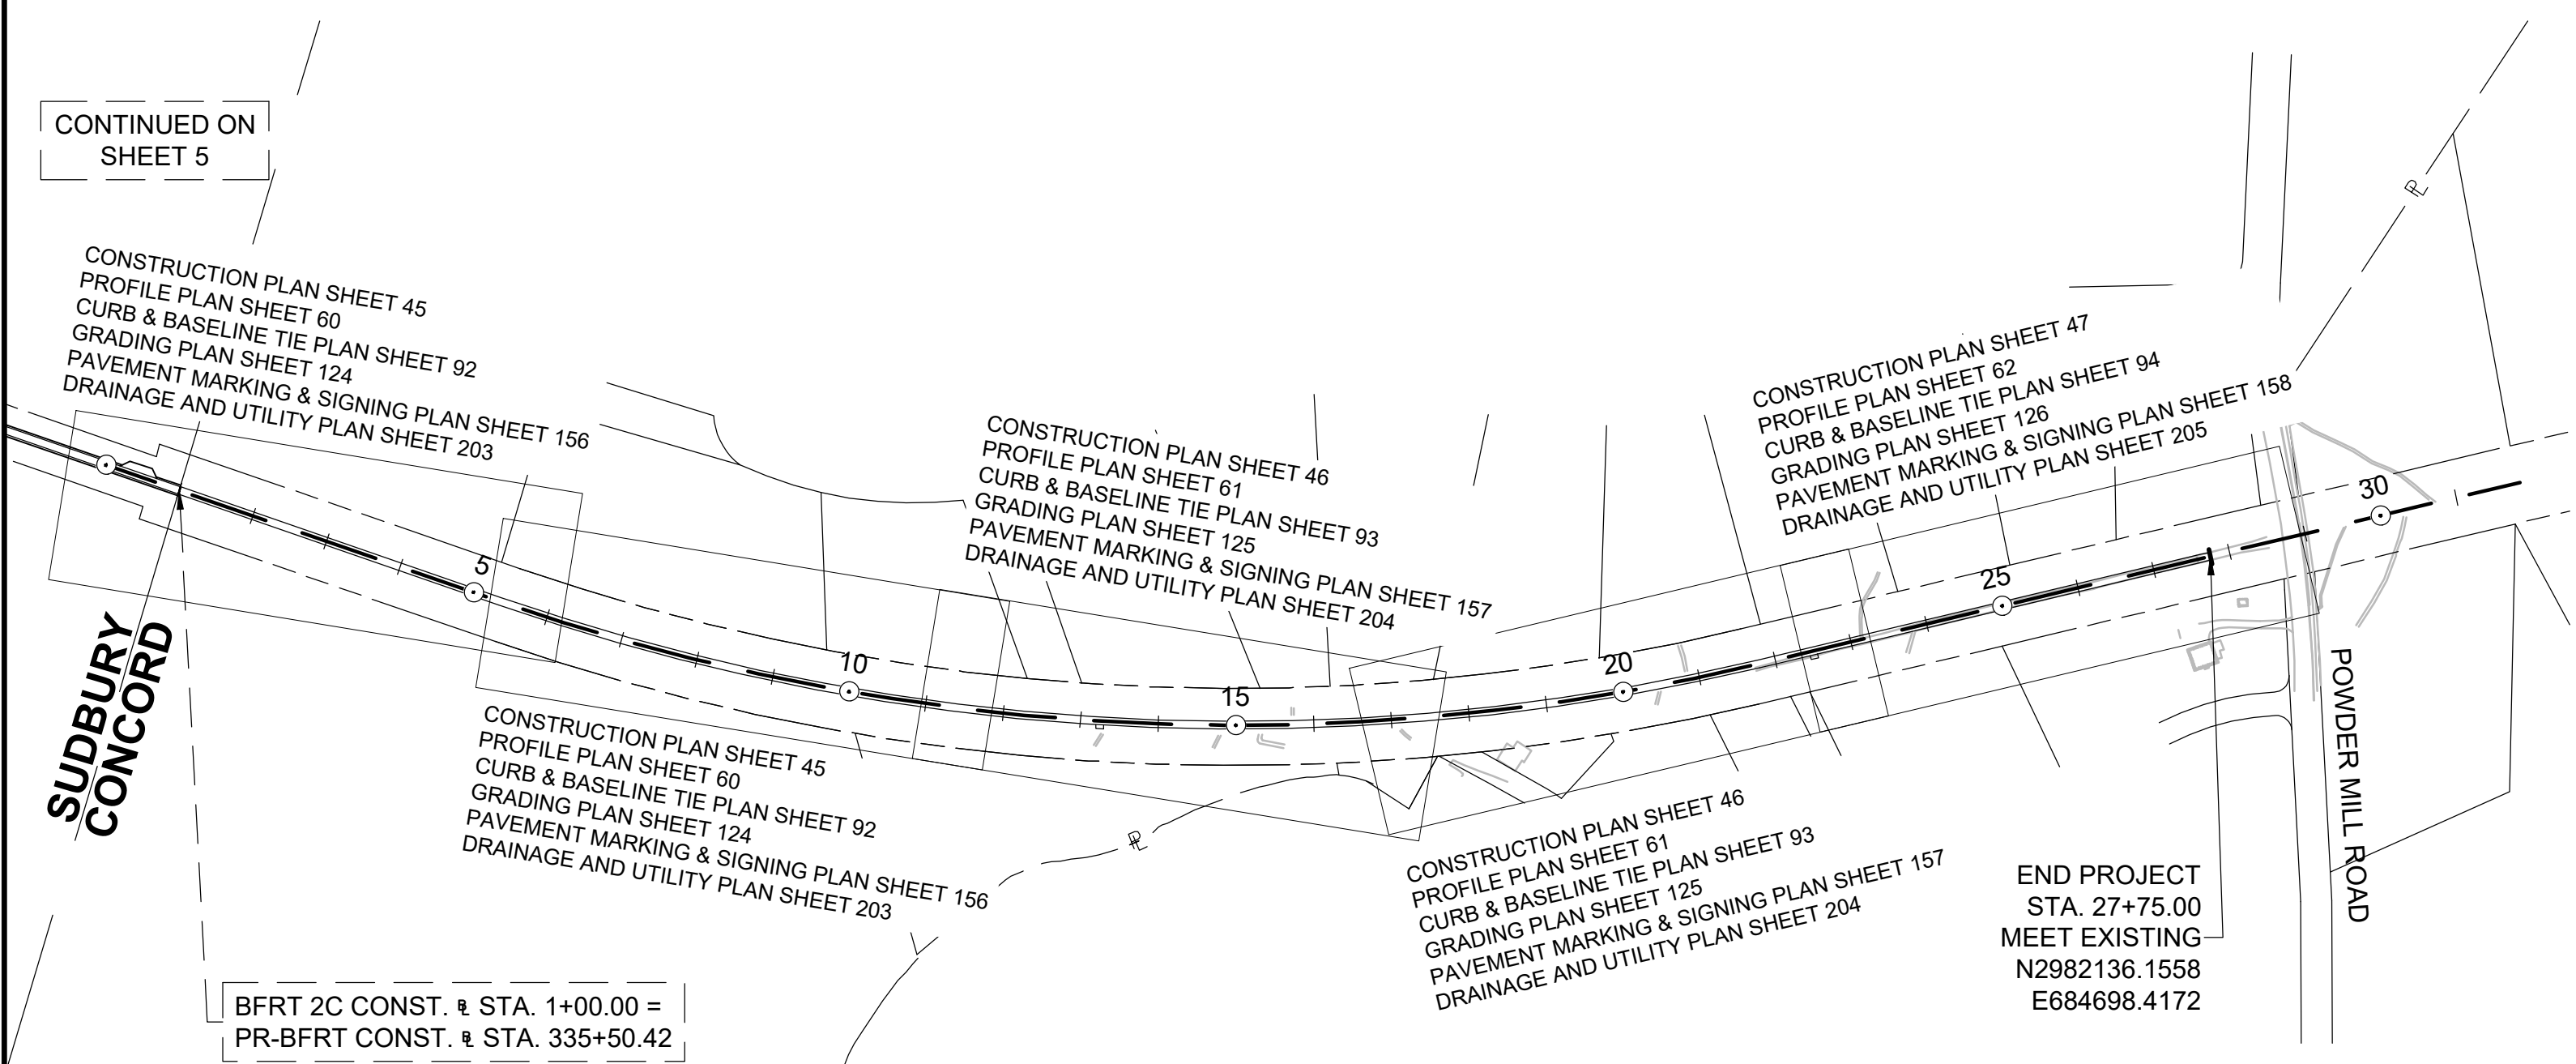 CONTINUED ON
SHEET 5
CONSTRUCTION PLAN SHEET 45
PROFILE PLAN SHEET 60
CURB & BASELINE TIE PLAN SHEET 92
GRADING PLAN SHEET 124
PAVEMENT MARKING & SIGNING PLAN SHEET 156
DRAINAGE AND UTILITY PLAN SHEET 203
CONSTRUCTION PLAN SHEET 46
PROFILE PLAN SHEET 61
CURB & BASELINE TIE PLAN SHEET 93
GRADING PLAN SHEET 125
PAVEMENT MARKING & SIGNING PLAN SHEET 157
DRAINAGE AND UTILITY PLAN SHEET 204
CONSTRUCTION PLAN SHEET 47
PROFILE PLAN SHEET 62
CURB & BASELINE TIE PLAN SHEET 94
GRADING PLAN SHEET 126
PAVEMENT MARKING & SIGNING PLAN SHEET 158
DRAINAGE AND UTILITY PLAN SHEET 205
PL
5
10
15
20
25
30
SUDBURY
CONCORD
CONSTRUCTION PLAN SHEET 45
PROFILE PLAN SHEET 60
CURB & BASELINE TIE PLAN SHEET 92
GRADING PLAN SHEET 124
PAVEMENT MARKING & SIGNING PLAN SHEET 156
DRAINAGE AND UTILITY PLAN SHEET 203
PL
CONSTRUCTION PLAN SHEET 46
PROFILE PLAN SHEET 61
CURB & BASELINE TIE PLAN SHEET 93
GRADING PLAN SHEET 125
PAVEMENT MARKING & SIGNING PLAN SHEET 157
DRAINAGE AND UTILITY PLAN SHEET 204
POWDER MILL ROAD
END PROJECT
STA. 27+75.00
MEET EXISTING
N2982136.1558
E684698.4172
BFRT 2C CONST. BL STA. 1+00.00 =
PR-BFRT CONST. BL STA. 335+50.42